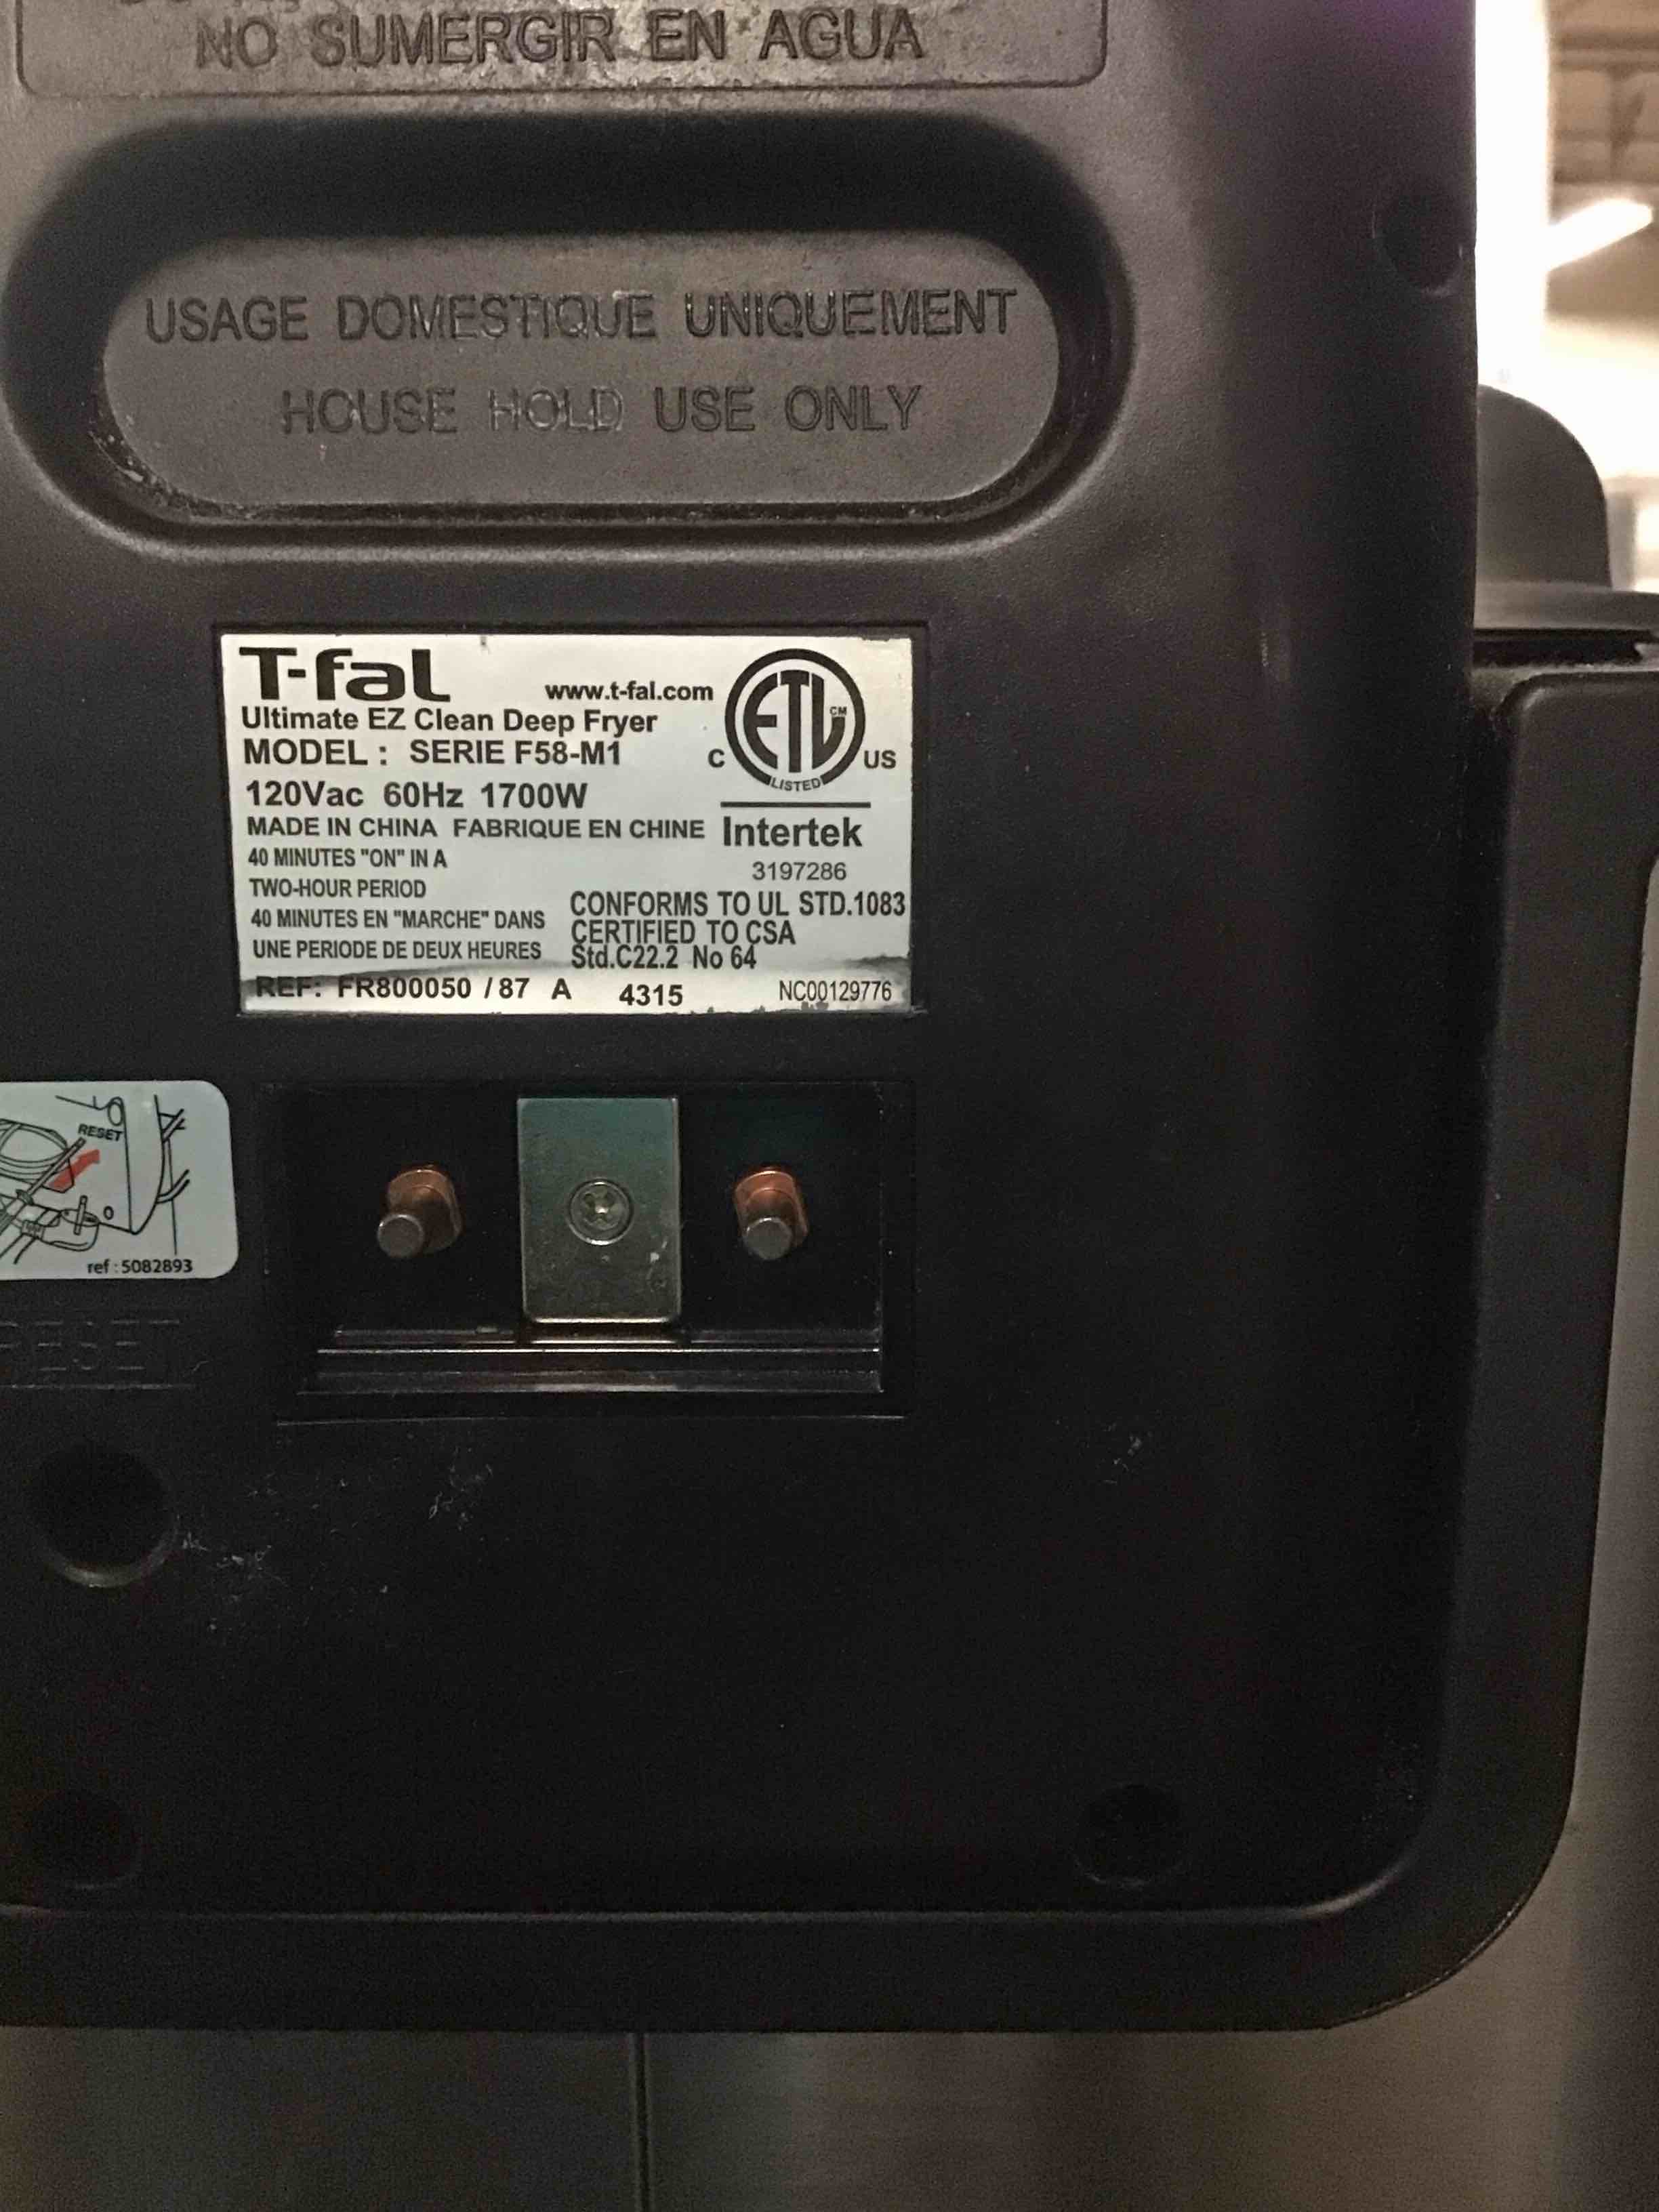 NO SUMERGIR EN AGUA
USAGE DOMESTIQUE UNIQUEMENT
HOUSE HOLD USE ONLY
T-fal
www.t-fal.com
Ultimate EZ Clean Deep Fryer
MODEL : SERIE F58-M1
120Vac 60Hz 1700W
MADE IN CHINA FABRIQUE EN CHINE
40 MINUTES "ON" IN A
TWO-HOUR PERIOD
40 MINUTES EN "MARCHE" DANS
UNE PERIODE DE DEUX HEURES
REF: FR800050 / 87 A 4315
ETL CM
C US
LISTED
Intertek
3197286
CONFORMS TO UL STD.1083
CERTIFIED TO CSA
Std.C22.2 No 64
NC00129776
RESET
ref : 5082893
RESET